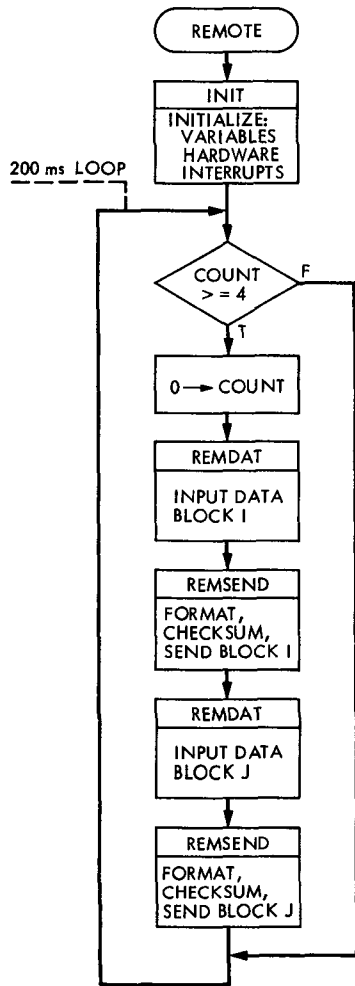 REMOTE
INIT
INITIALIZE:
VARIABLES
HARDWARE
INTERRUPTS
200 ms LOOP
COUNT
> = 4
F
T
0 → COUNT
REMDAT
INPUT DATA
BLOCK I
REMSEND
FORMAT,
CHECKSUM,
SEND BLOCK I
REMDAT
INPUT DATA
BLOCK J
REMSEND
FORMAT,
CHECKSUM,
SEND BLOCK J